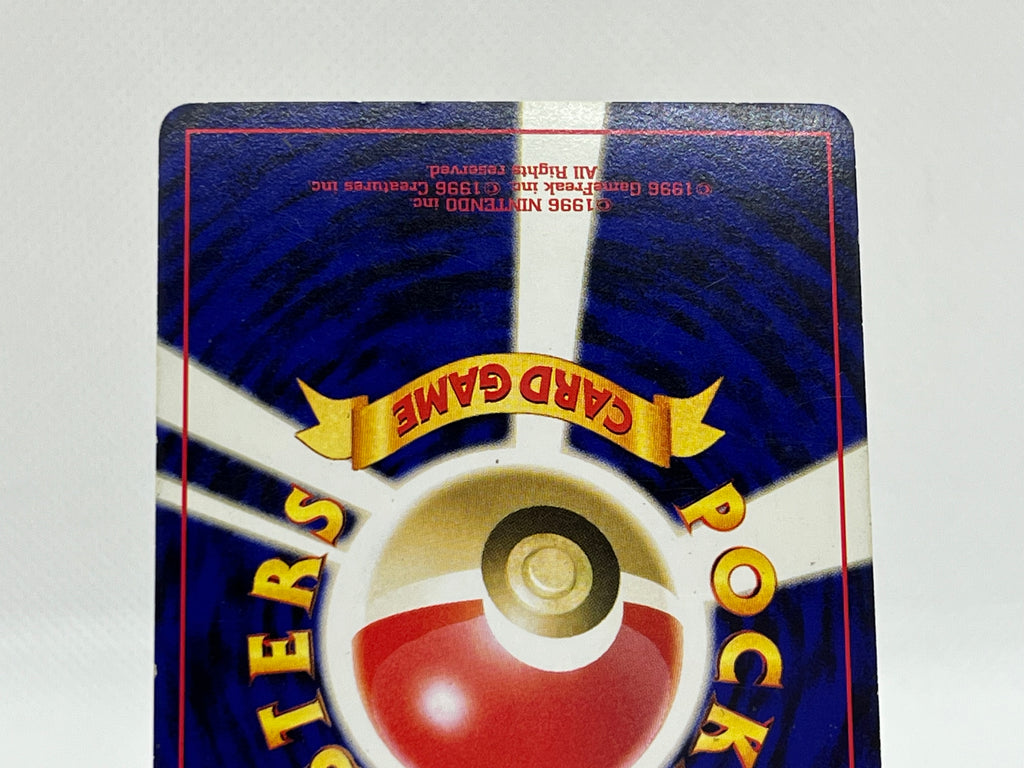 POCK
STERS
CARD GAME
©1996 NINTENDO inc
©1996 GameFreak inc ©1996 Creatures inc
All Rights reserved